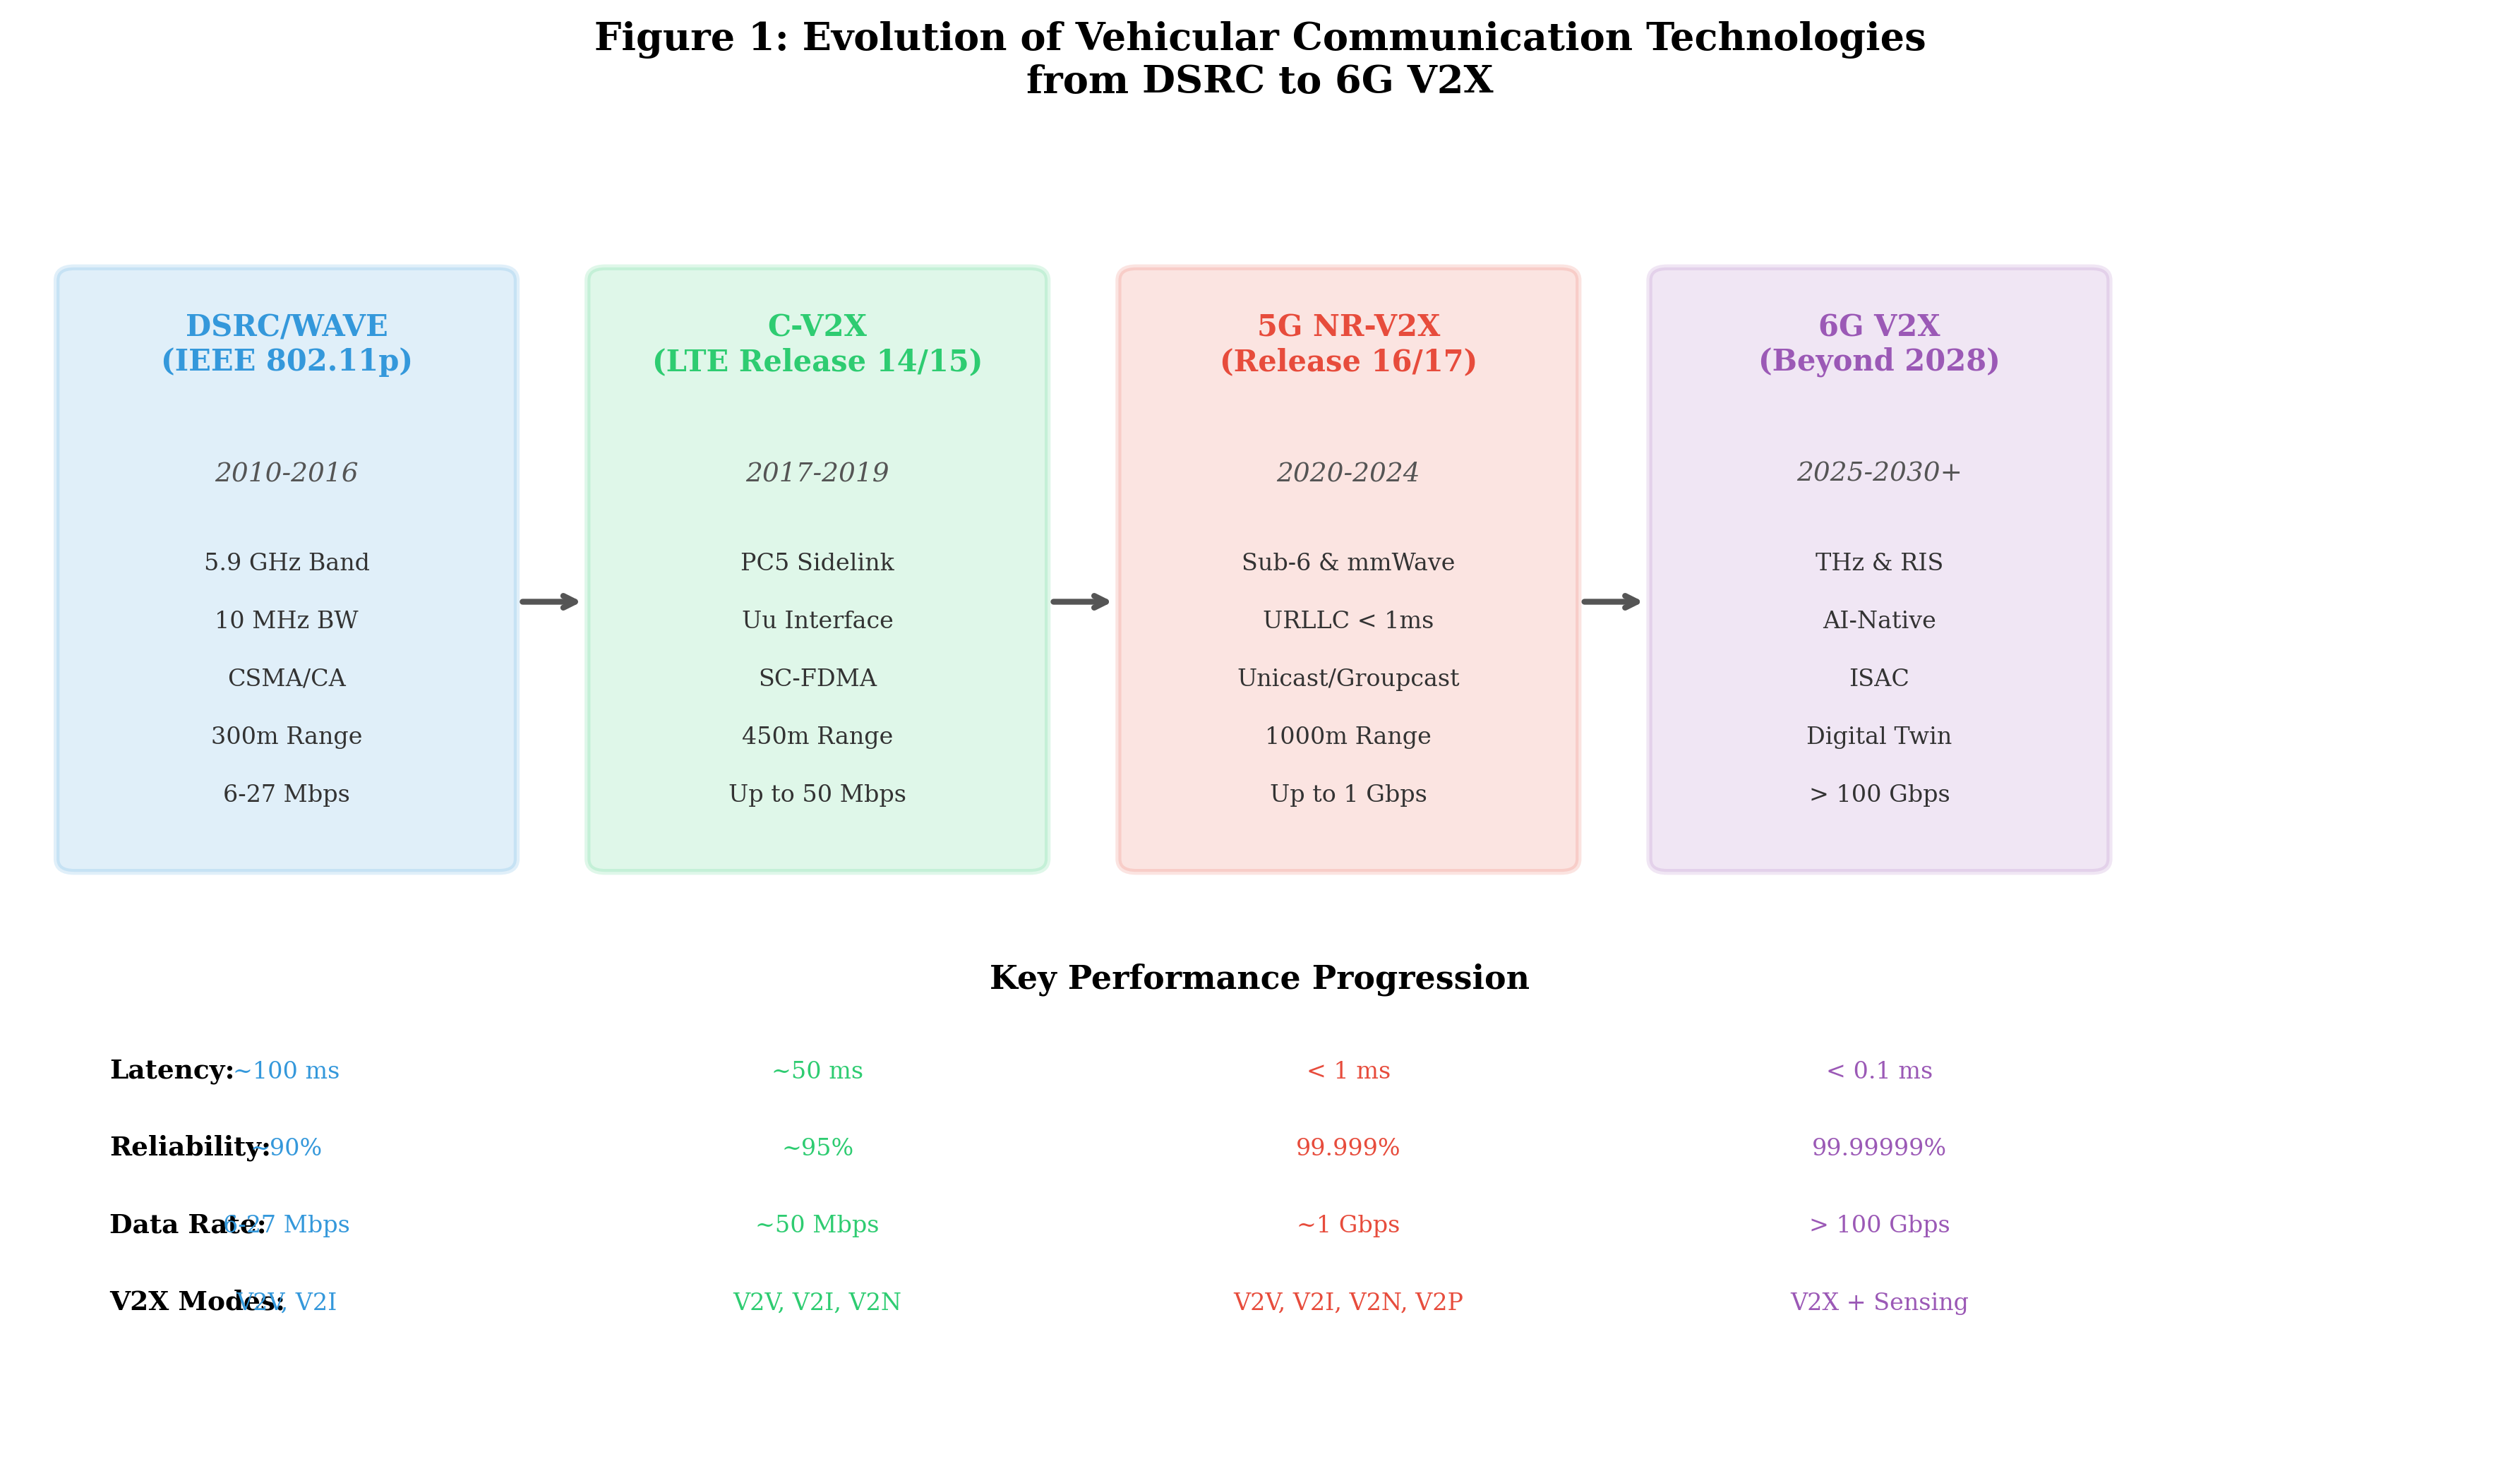 Figure 1: Evolution of Vehicular Communication Technologies
from DSRC to 6G V2X
DSRC/WAVE
(IEEE 802.11p)
2010-2016
5.9 GHz Band
10 MHz BW
CSMA/CA
300m Range
6-27 Mbps
C-V2X
(LTE Release 14/15)
2017-2019
PC5 Sidelink
Uu Interface
SC-FDMA
450m Range
Up to 50 Mbps
5G NR-V2X
(Release 16/17)
2020-2024
Sub-6 & mmWave
URLLC < 1ms
Unicast/Groupcast
1000m Range
Up to 1 Gbps
6G V2X
(Beyond 2028)
2025-2030+
THz & RIS
AI-Native
ISAC
Digital Twin
> 100 Gbps
Key Performance Progression
Latency: ~100 ms ~50 ms < 1 ms < 0.1 ms
Reliability: ~90% ~95% 99.999% 99.99999%
Data Rate: 6-27 Mbps ~50 Mbps ~1 Gbps > 100 Gbps
V2X Modes: V2V, V2I V2V, V2I, V2N V2V, V2I, V2N, V2P V2X + Sensing